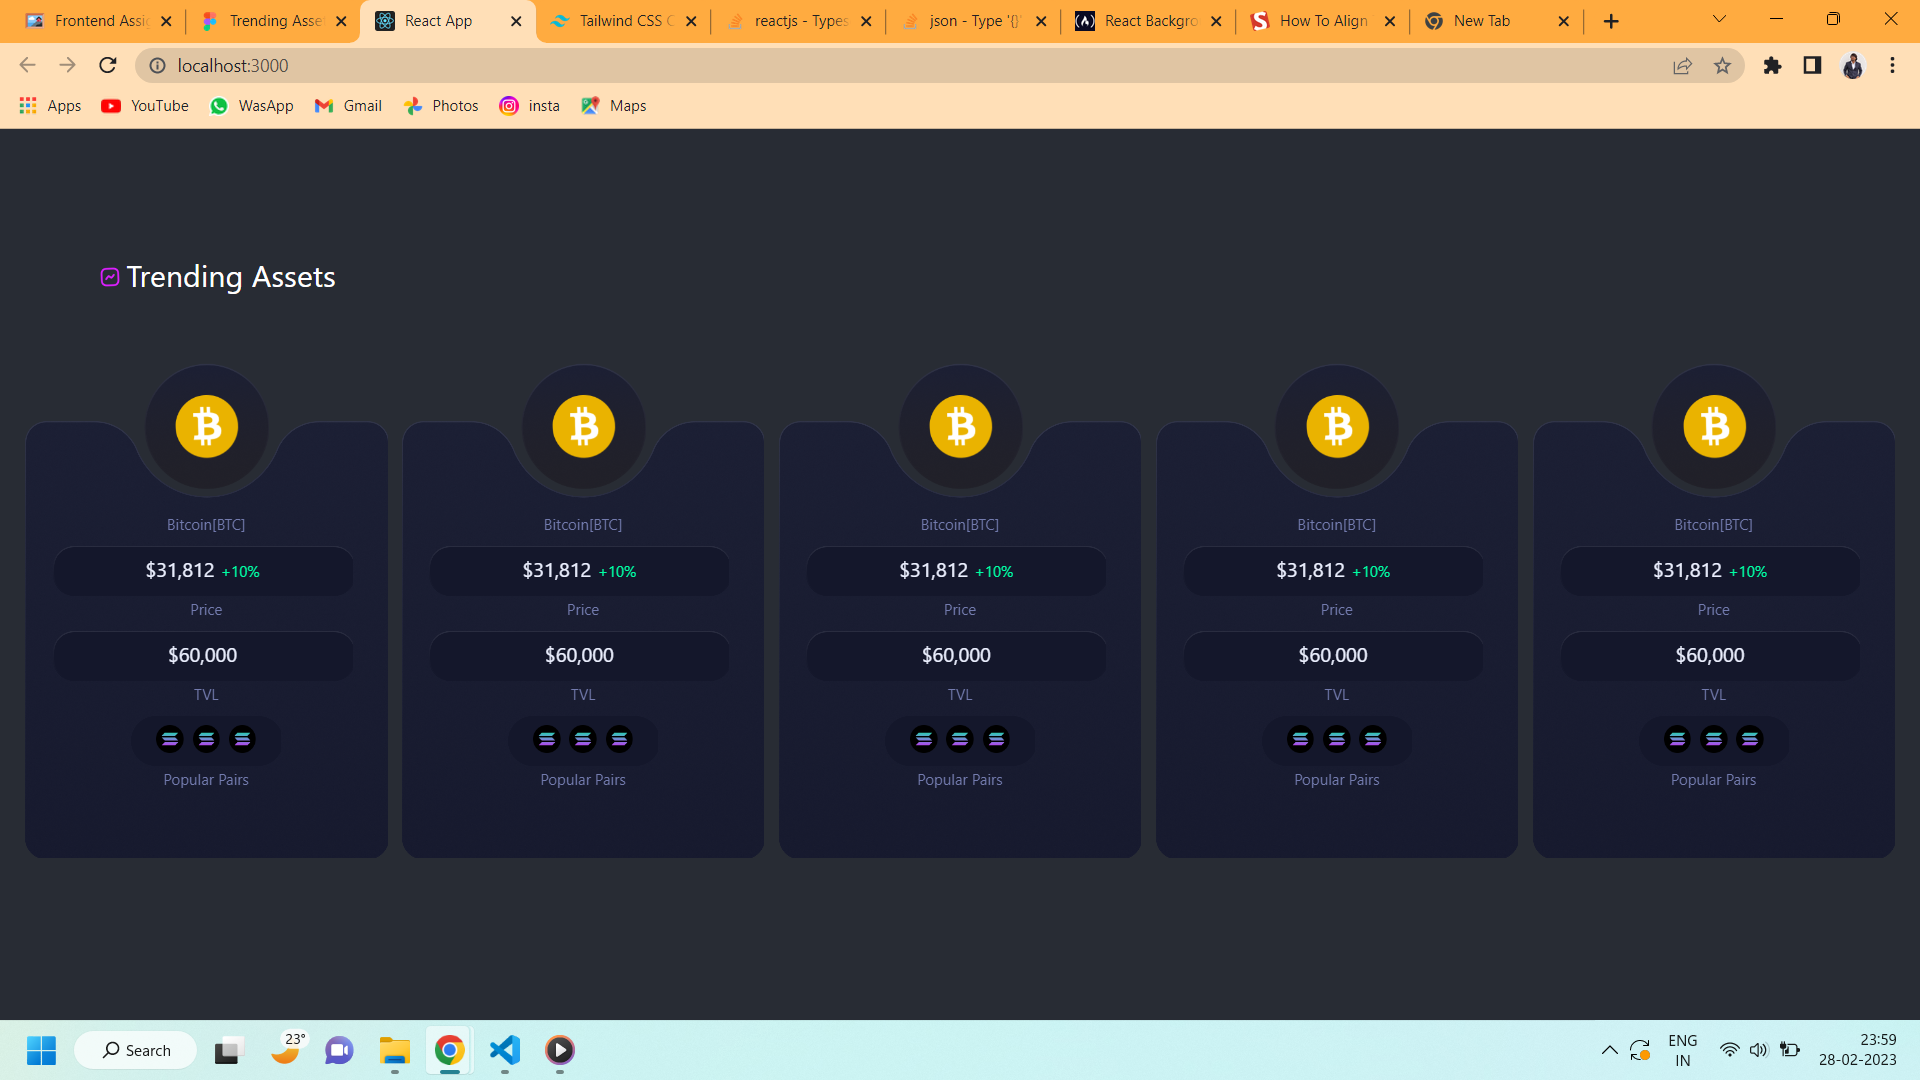 Frontend Assi
Trending Asset
React App
Tailwind CSS C
reactjs - Types
json - Type '{}'
React Backgro
How To Align
New Tab
localhost:3000
Apps
YouTube
WasApp
Gmail
Photos
insta
Maps
Trending Assets
Bitcoin[BTC]
$31,812 +10%
Price
$60,000
TVL
Popular Pairs
Bitcoin[BTC]
$31,812 +10%
Price
$60,000
TVL
Popular Pairs
Bitcoin[BTC]
$31,812 +10%
Price
$60,000
TVL
Popular Pairs
Bitcoin[BTC]
$31,812 +10%
Price
$60,000
TVL
Popular Pairs
Bitcoin[BTC]
$31,812 +10%
Price
$60,000
TVL
Popular Pairs
Search
23°
ENG
IN
23:59
28-02-2023